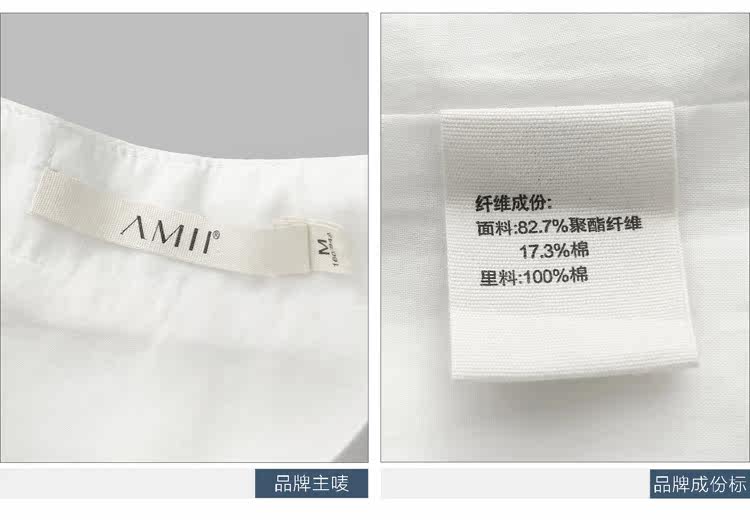 AMII®
M
纤维成份:
面料:82.7%聚酯纤维
17.3%棉
里料:100%棉
品牌主唛
品牌成份标